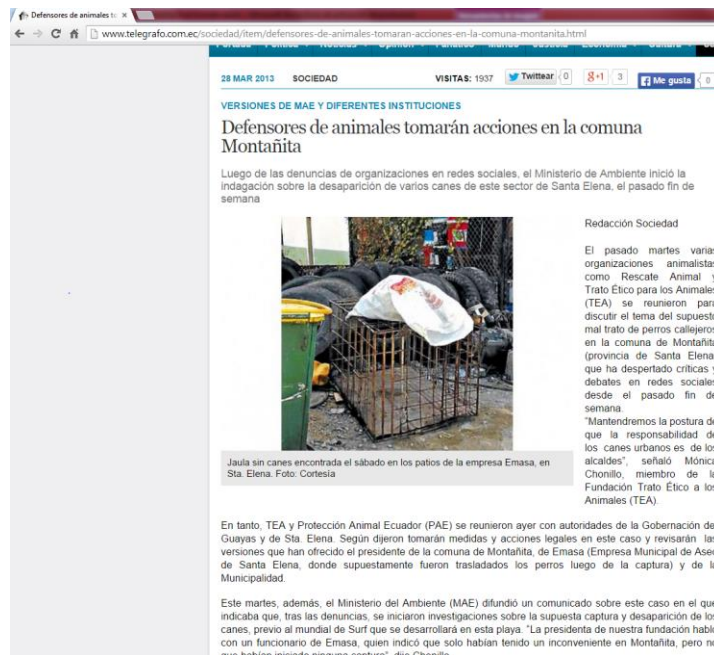 Defensores de animales to
www.telegrafo.com.ec/sociedad/item/defensores-de-animales-tomaran-acciones-en-la-comuna-montanita.html
28 MAR 2013 SOCIEDAD VISITAS: 1937 Twittear 0 +1 3 Me gusta 0
VERSIONES DE MAE Y DIFERENTES INSTITUCIONES
Defensores de animales tomarán acciones en la comuna
Montañita
Luego de las denuncias de organizaciones en redes sociales, el Ministerio de Ambiente inició la
indagación sobre la desaparición de varios canes de este sector de Santa Elena, el pasado fin de
semana
Redacción Sociedad
El pasado martes varias
organizaciones animalistas
como Rescate Animal y
Trato Ético para los Animales
(TEA) se reunieron para
discutir el tema del supuesto
mal trato de perros callejeros
en la comuna de Montañita
(provincia de Santa Elena)
que ha despertado críticas y
debates en redes sociales
desde el pasado fin de
semana.
"Mantendremos la postura de
que la responsabilidad de
los canes urbanos es de los
alcaldes", señaló Mónica
Chonillo, miembro de la
Fundación Trato Ético a los
Animales (TEA).
Jaula sin canes encontrada el sábado en los patios de la empresa Emasa, en
Sta. Elena. Foto: Cortesía
En tanto, TEA y Protección Animal Ecuador (PAE) se reunieron ayer con autoridades de la Gobernación de
Guayas y de Sta. Elena. Según dijeron tomarán medidas y acciones legales en este caso y revisarán las
versiones que han ofrecido el presidente de la comuna de Montañita, de Emasa (Empresa Municipal de Aseo
de Santa Elena, donde supuestamente fueron trasladados los perros luego de la captura) y de la
Municipalidad.
Este martes, además, el Ministerio del Ambiente (MAE) difundió un comunicado sobre este caso en el que
indicaba que, tras las denuncias, se iniciaron investigaciones sobre la supuesta captura y desaparición de los
canes, previo al mundial de Surf que se desarrollará en esta playa. "La presidenta de nuestra fundación habló
con un funcionario de Emasa, quien indicó que solo habían tenido un inconveniente en Montañita, pero no
que habían iniciado ninguna captura", dijo Chonillo.